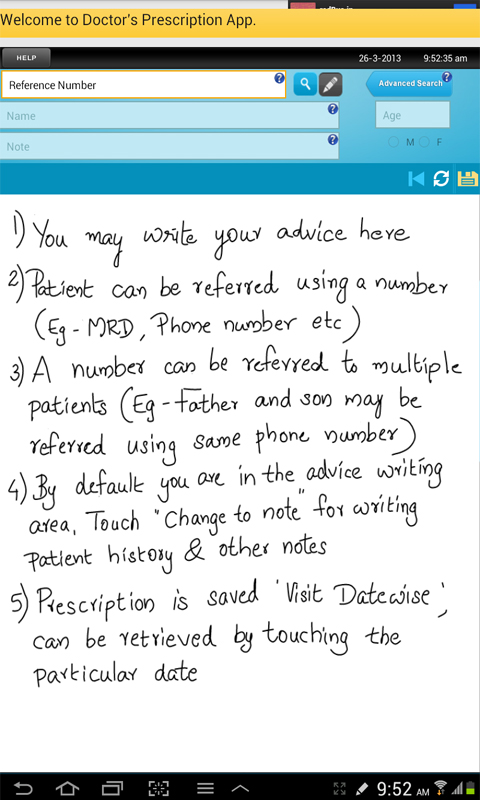 Welcome to Doctor's Prescription App.
HELP
26-3-2013 9:52:35 am
Reference Number
?
Advanced Search ?
Name
?
Age
Note
?
M F
1) You may write your advice here
2) Patient can be referred using a number
(Eg - MRD, Phone number etc)
3) A number can be referred to multiple
patients (Eg - Father and son may be
referred using same phone number)
4) By default you are in the advice writing
area, Touch "Change to note" for writing
Patient history & other notes
5) Prescription is saved 'Visit Datewise',
can be retrieved by touching the
particular date
9:52 AM